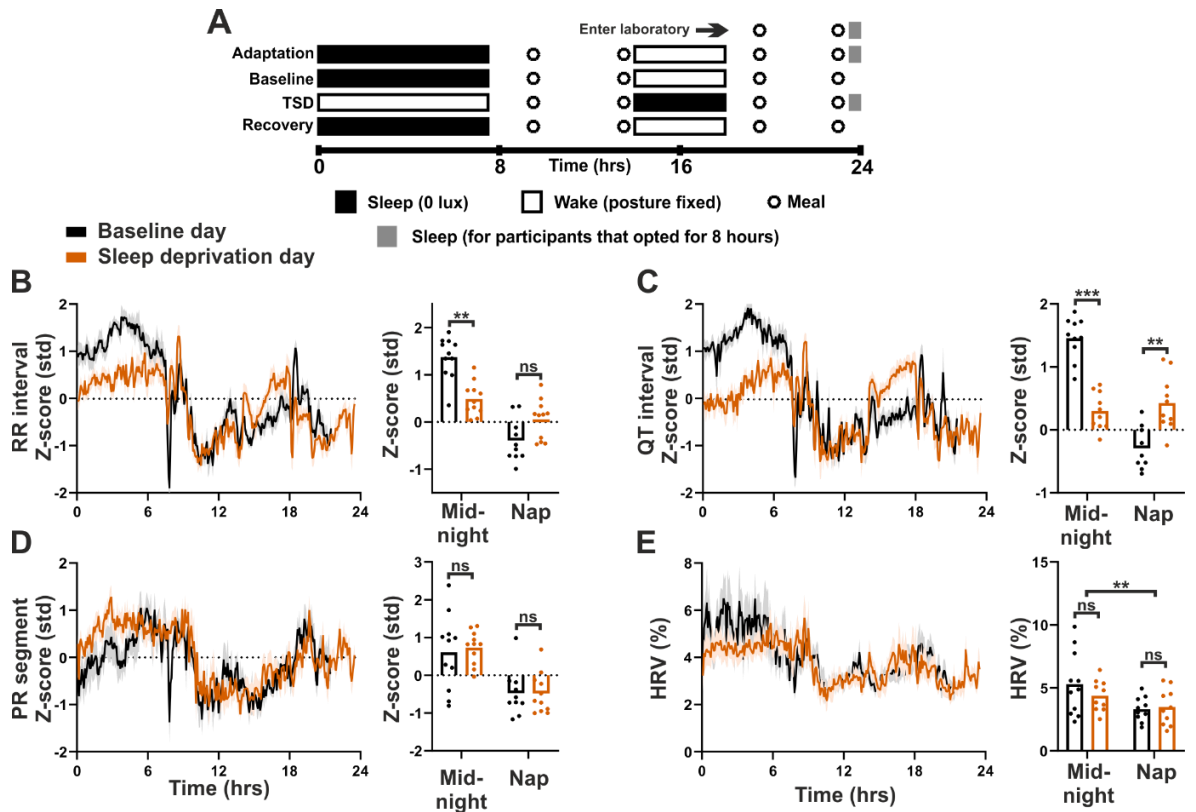 A
Enter laboratory
Adaptation
Baseline
TSD
Recovery
0
8
Time (hrs)
16
24
Sleep (0 lux)
Wake (posture fixed)
Meal
Sleep (for participants that opted for 8 hours)
Baseline day
Sleep deprivation day
B
RR interval
Z-score (std)
2
1
0
-1
-2
0
6
12
18
24
Z-score (std)
2
1
0
-1
**
ns
Mid-
night
Nap
C
QT interval
Z-score (std)
2
1
0
-1
-2
0
6
12
18
24
Z-score (std)
2
1
0
-1
***
**
Mid-
night
Nap
D
PR segment
Z-score (std)
2
1
0
-1
-2
0
6
12
18
24
Time (hrs)
Z-score (std)
3
2
1
0
-1
-2
ns
ns
Mid-
night
Nap
E
HRV (%)
8
6
4
2
0
0
6
12
18
24
Time (hrs)
HRV (%)
15
10
5
0
ns
**
ns
Mid-
night
Nap